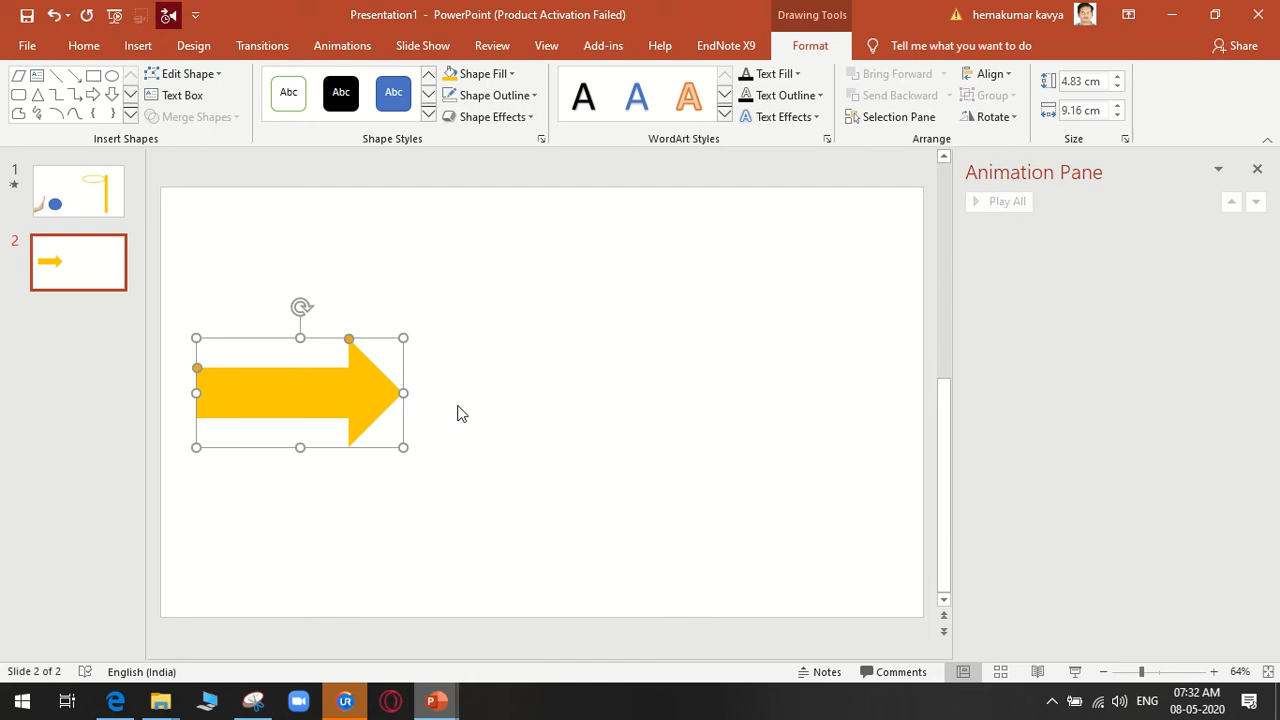 Presentation1 - PowerPoint (Product Activation Failed)
Drawing Tools
hemakumar kavya
File
Home
Insert
Design
Transitions
Animations
Slide Show
Review
View
Add-ins
Help
EndNote X9
Format
Tell me what you want to do
Share
Edit Shape
Text Box
Merge Shapes
Insert Shapes
Abc
Abc
Abc
Shape Fill
Shape Outline
Shape Effects
Shape Styles
A
A
A
Text Fill
Text Outline
Text Effects
WordArt Styles
Bring Forward
Send Backward
Selection Pane
Align
Group
Rotate
Arrange
4.83 cm
9.16 cm
Size
1
2
Animation Pane
Play All
Slide 2 of 2
English (India)
Notes
Comments
64%
UR
ENG
07:32 AM
08-05-2020